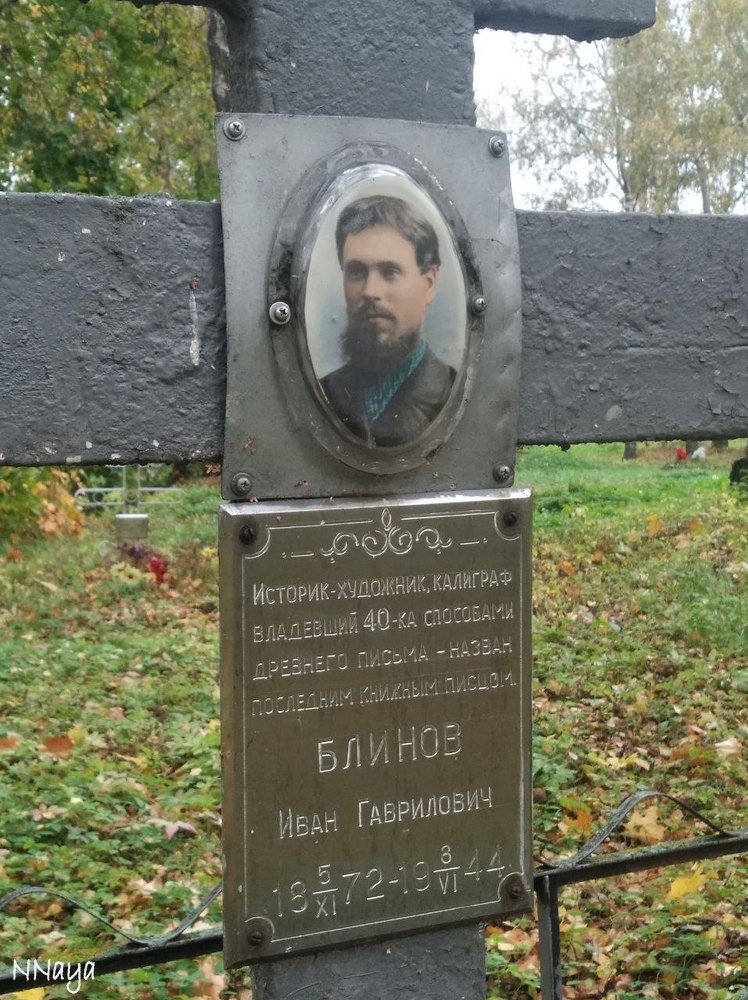 Историк-художник, калиграф
владевший 40-ка способами
древнего письма - назван
последним книжным писцом.
БЛИНОВ
Иван Гаврилович
18 5/XI 72-19 8/VI 44.
NNaya